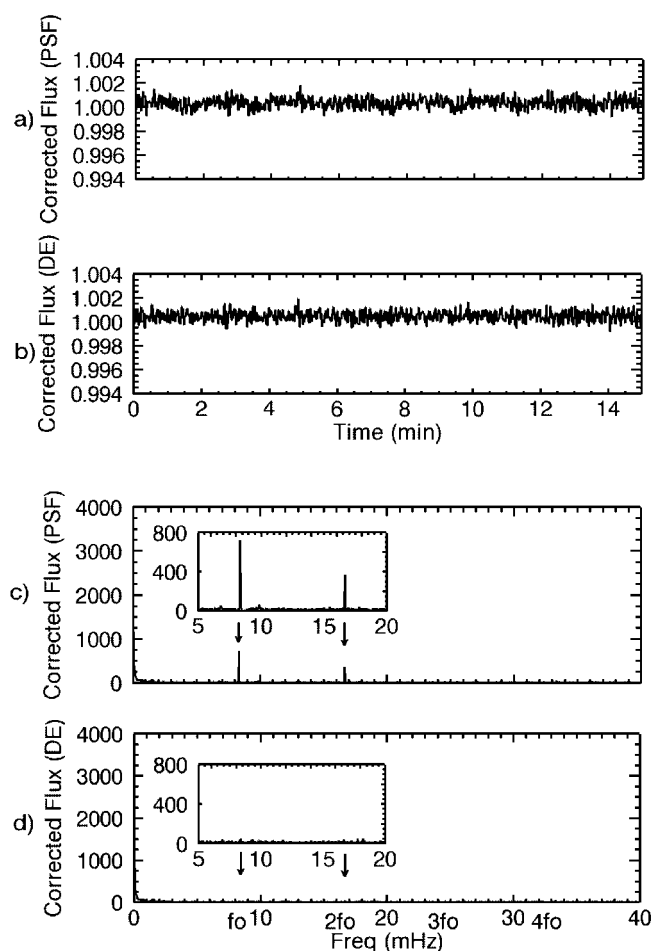 a)
Corrected Flux (PSF)
1.004
1.002
1.000
0.998
0.996
0.994
b)
Corrected Flux (DE)
1.004
1.002
1.000
0.998
0.996
0.994
0 2 4 6 8 10 12 14
Time (min)
c)
Corrected Flux (PSF)
4000
3000
2000
1000
0
800
400
0
5 10 15 20
d)
Corrected Flux (DE)
4000
3000
2000
1000
0
800
400
0
5 10 15 20
0 fo 10 2fo 20 3fo 30 4fo 40
Freq (mHz)